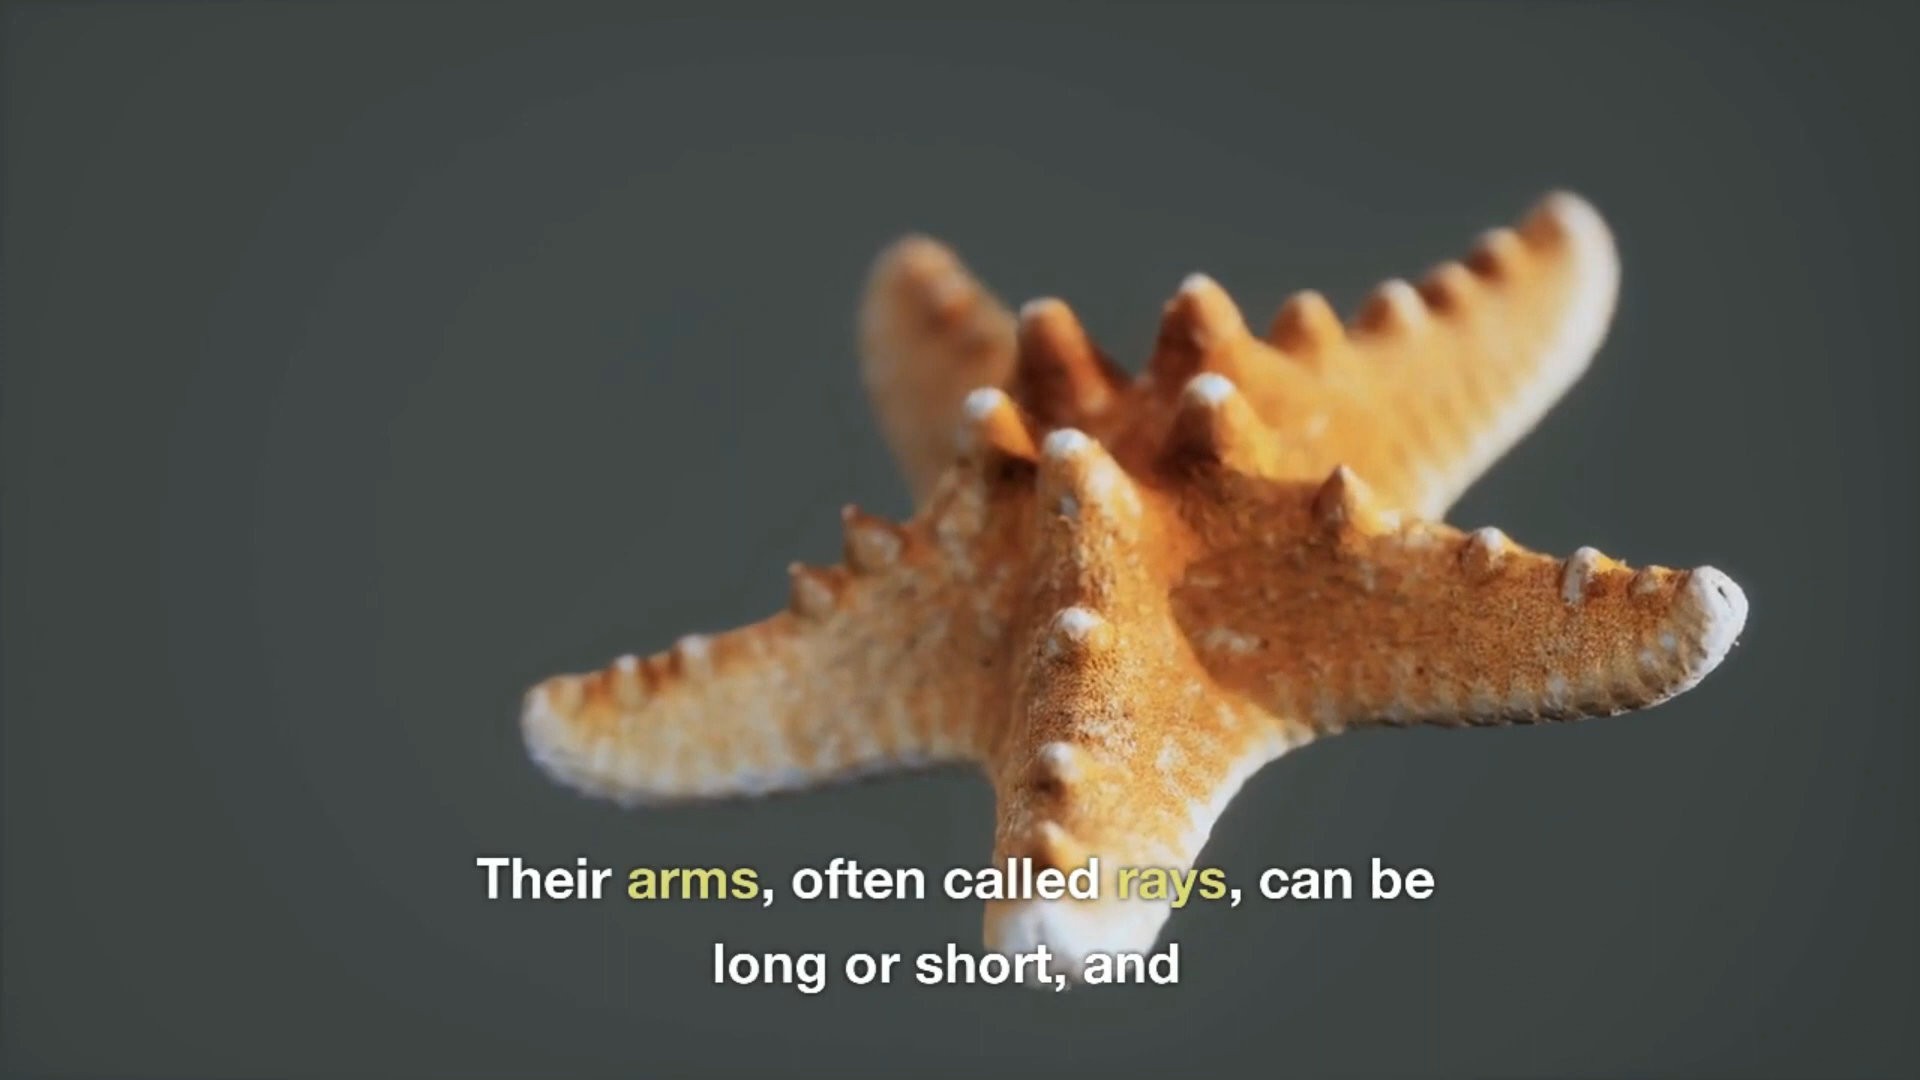 Their arms, often called rays, can be
long or short, and